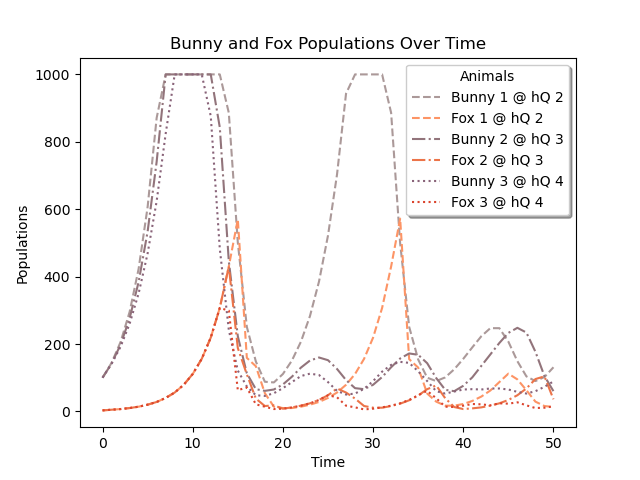 Bunny and Fox Populations Over Time
Populations
1000
800
600
400
200
0
Animals
Bunny 1 @ hQ 2
Fox 1 @ hQ 2
Bunny 2 @ hQ 3
Fox 2 @ hQ 3
Bunny 3 @ hQ 4
Fox 3 @ hQ 4
0 10 20 30 40 50
Time